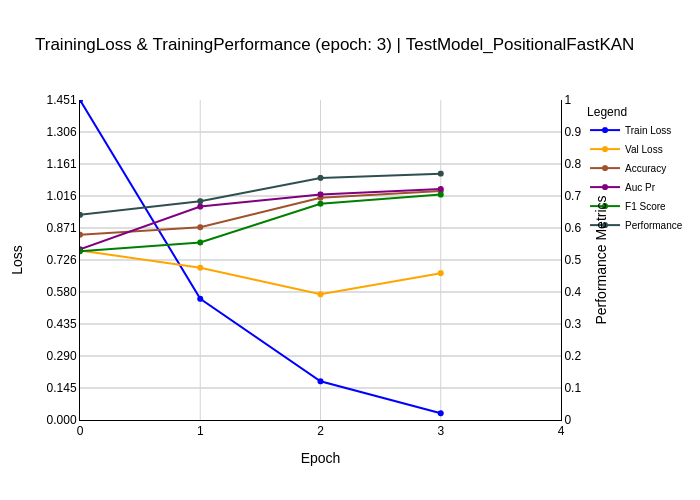 TrainingLoss & TrainingPerformance (epoch: 3) | TestModel_PositionalFastKAN
1.451
1.306
1.161
1.016
0.871
0.726
0.580
0.435
0.290
0.145
0.000
Loss
0
1
2
3
4
Epoch
1
0.9
0.8
0.7
0.6
0.5
0.4
0.3
0.2
0.1
0
Performance Metrics
Legend
Train Loss
Val Loss
Accuracy
Auc Pr
F1 Score
Performance